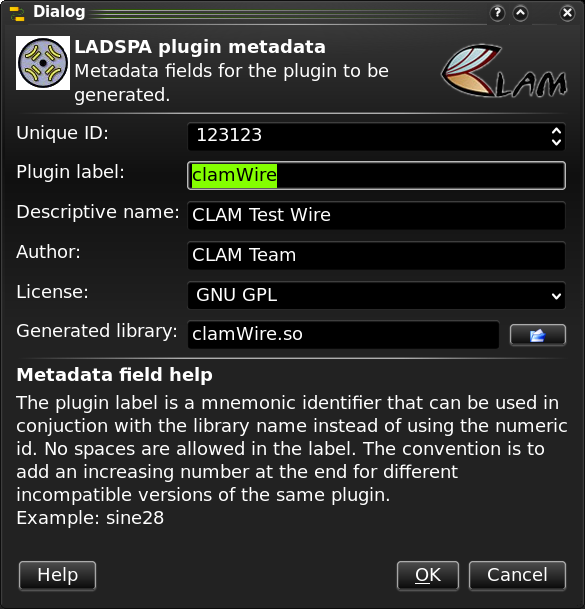 Dialog
LADSPA plugin metadata
Metadata fields for the plugin to be
generated.
CLAM
Unique ID: 123123
Plugin label: clamWire
Descriptive name: CLAM Test Wire
Author: CLAM Team
License: GNU GPL
Generated library: clamWire.so
Metadata field help
The plugin label is a mnemonic identifier that can be used in
conjuction with the library name instead of using the numeric
id. No spaces are allowed in the label. The convention is to
add an increasing number at the end for different
incompatible versions of the same plugin.
Example: sine28
Help OK Cancel